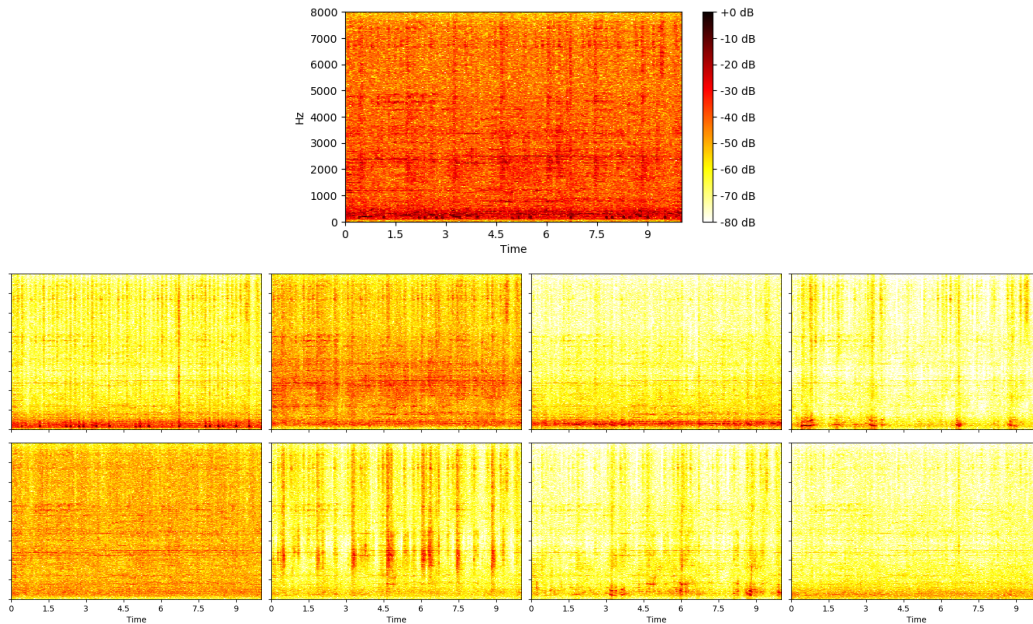 8000
7000
6000
5000
4000
3000
2000
1000
0
Hz
0 1.5 3 4.5 6 7.5 9
Time
+0 dB
-10 dB
-20 dB
-30 dB
-40 dB
-50 dB
-60 dB
-70 dB
-80 dB
0 1.5 3 4.5 6 7.5 9
Time
0 1.5 3 4.5 6 7.5 9
Time
0 1.5 3 4.5 6 7.5 9
Time
0 1.5 3 4.5 6 7.5 9
Time